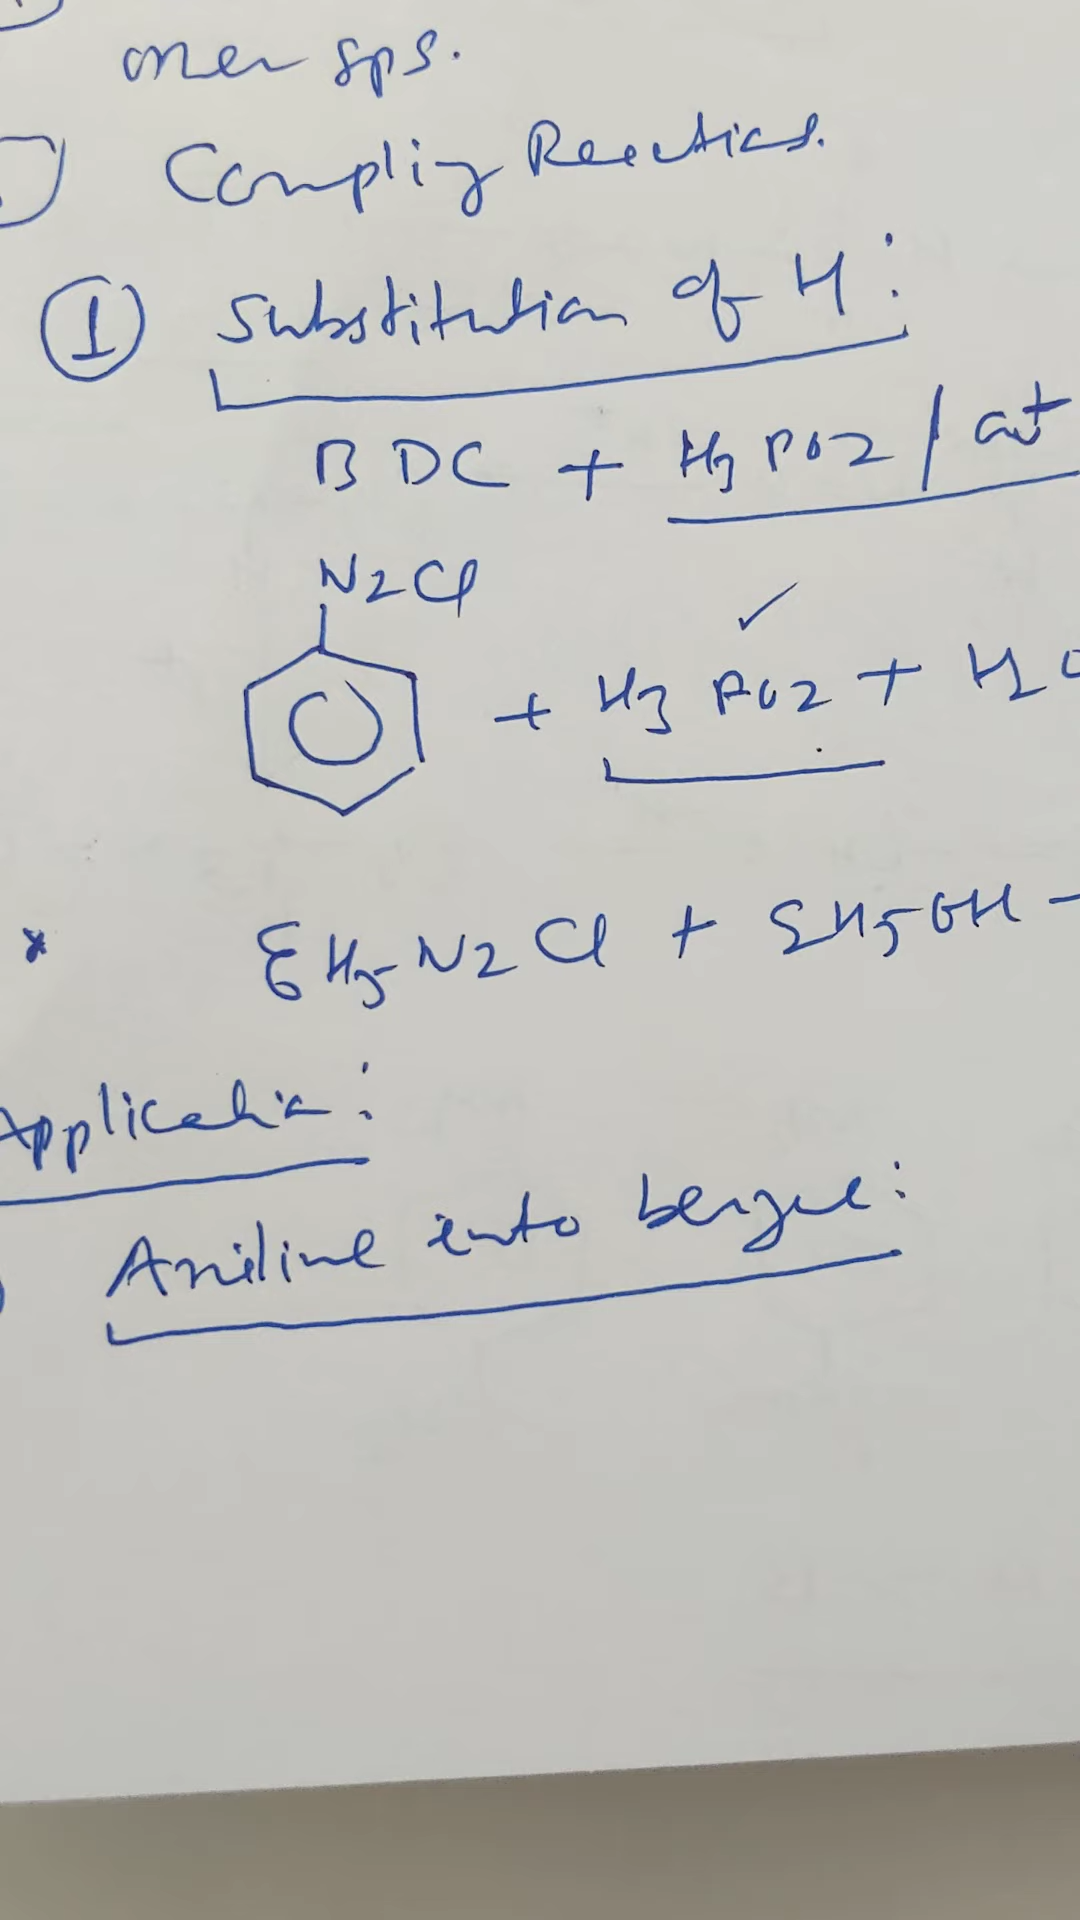 other sps.
Coupling Reactions.
① Substitution of H:
BDC + H3PO2 / at
N2Cl
+ H3PO2 + H2O
* C6H5-N2Cl + C2H5OH -
Application:
Aniline into benzene: